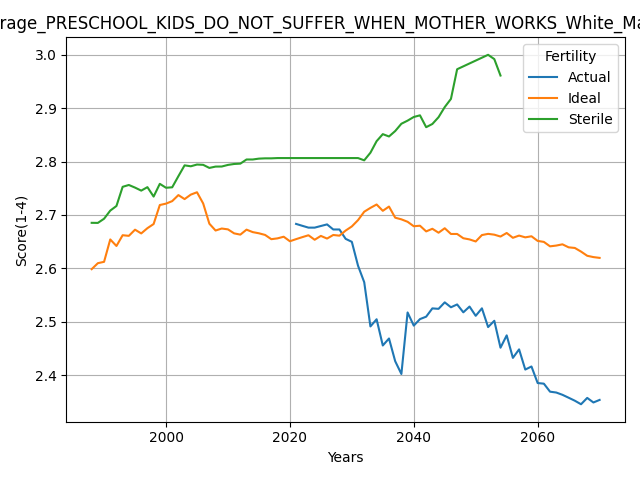 rage_PRESCHOOL_KIDS_DO_NOT_SUFFER_WHEN_MOTHER_WORKS_White_Ma
Fertility
Actual
Ideal
Sterile
Score(1-4)
3.0
2.9
2.8
2.7
2.6
2.5
2.4
2000
2020
2040
2060
Years